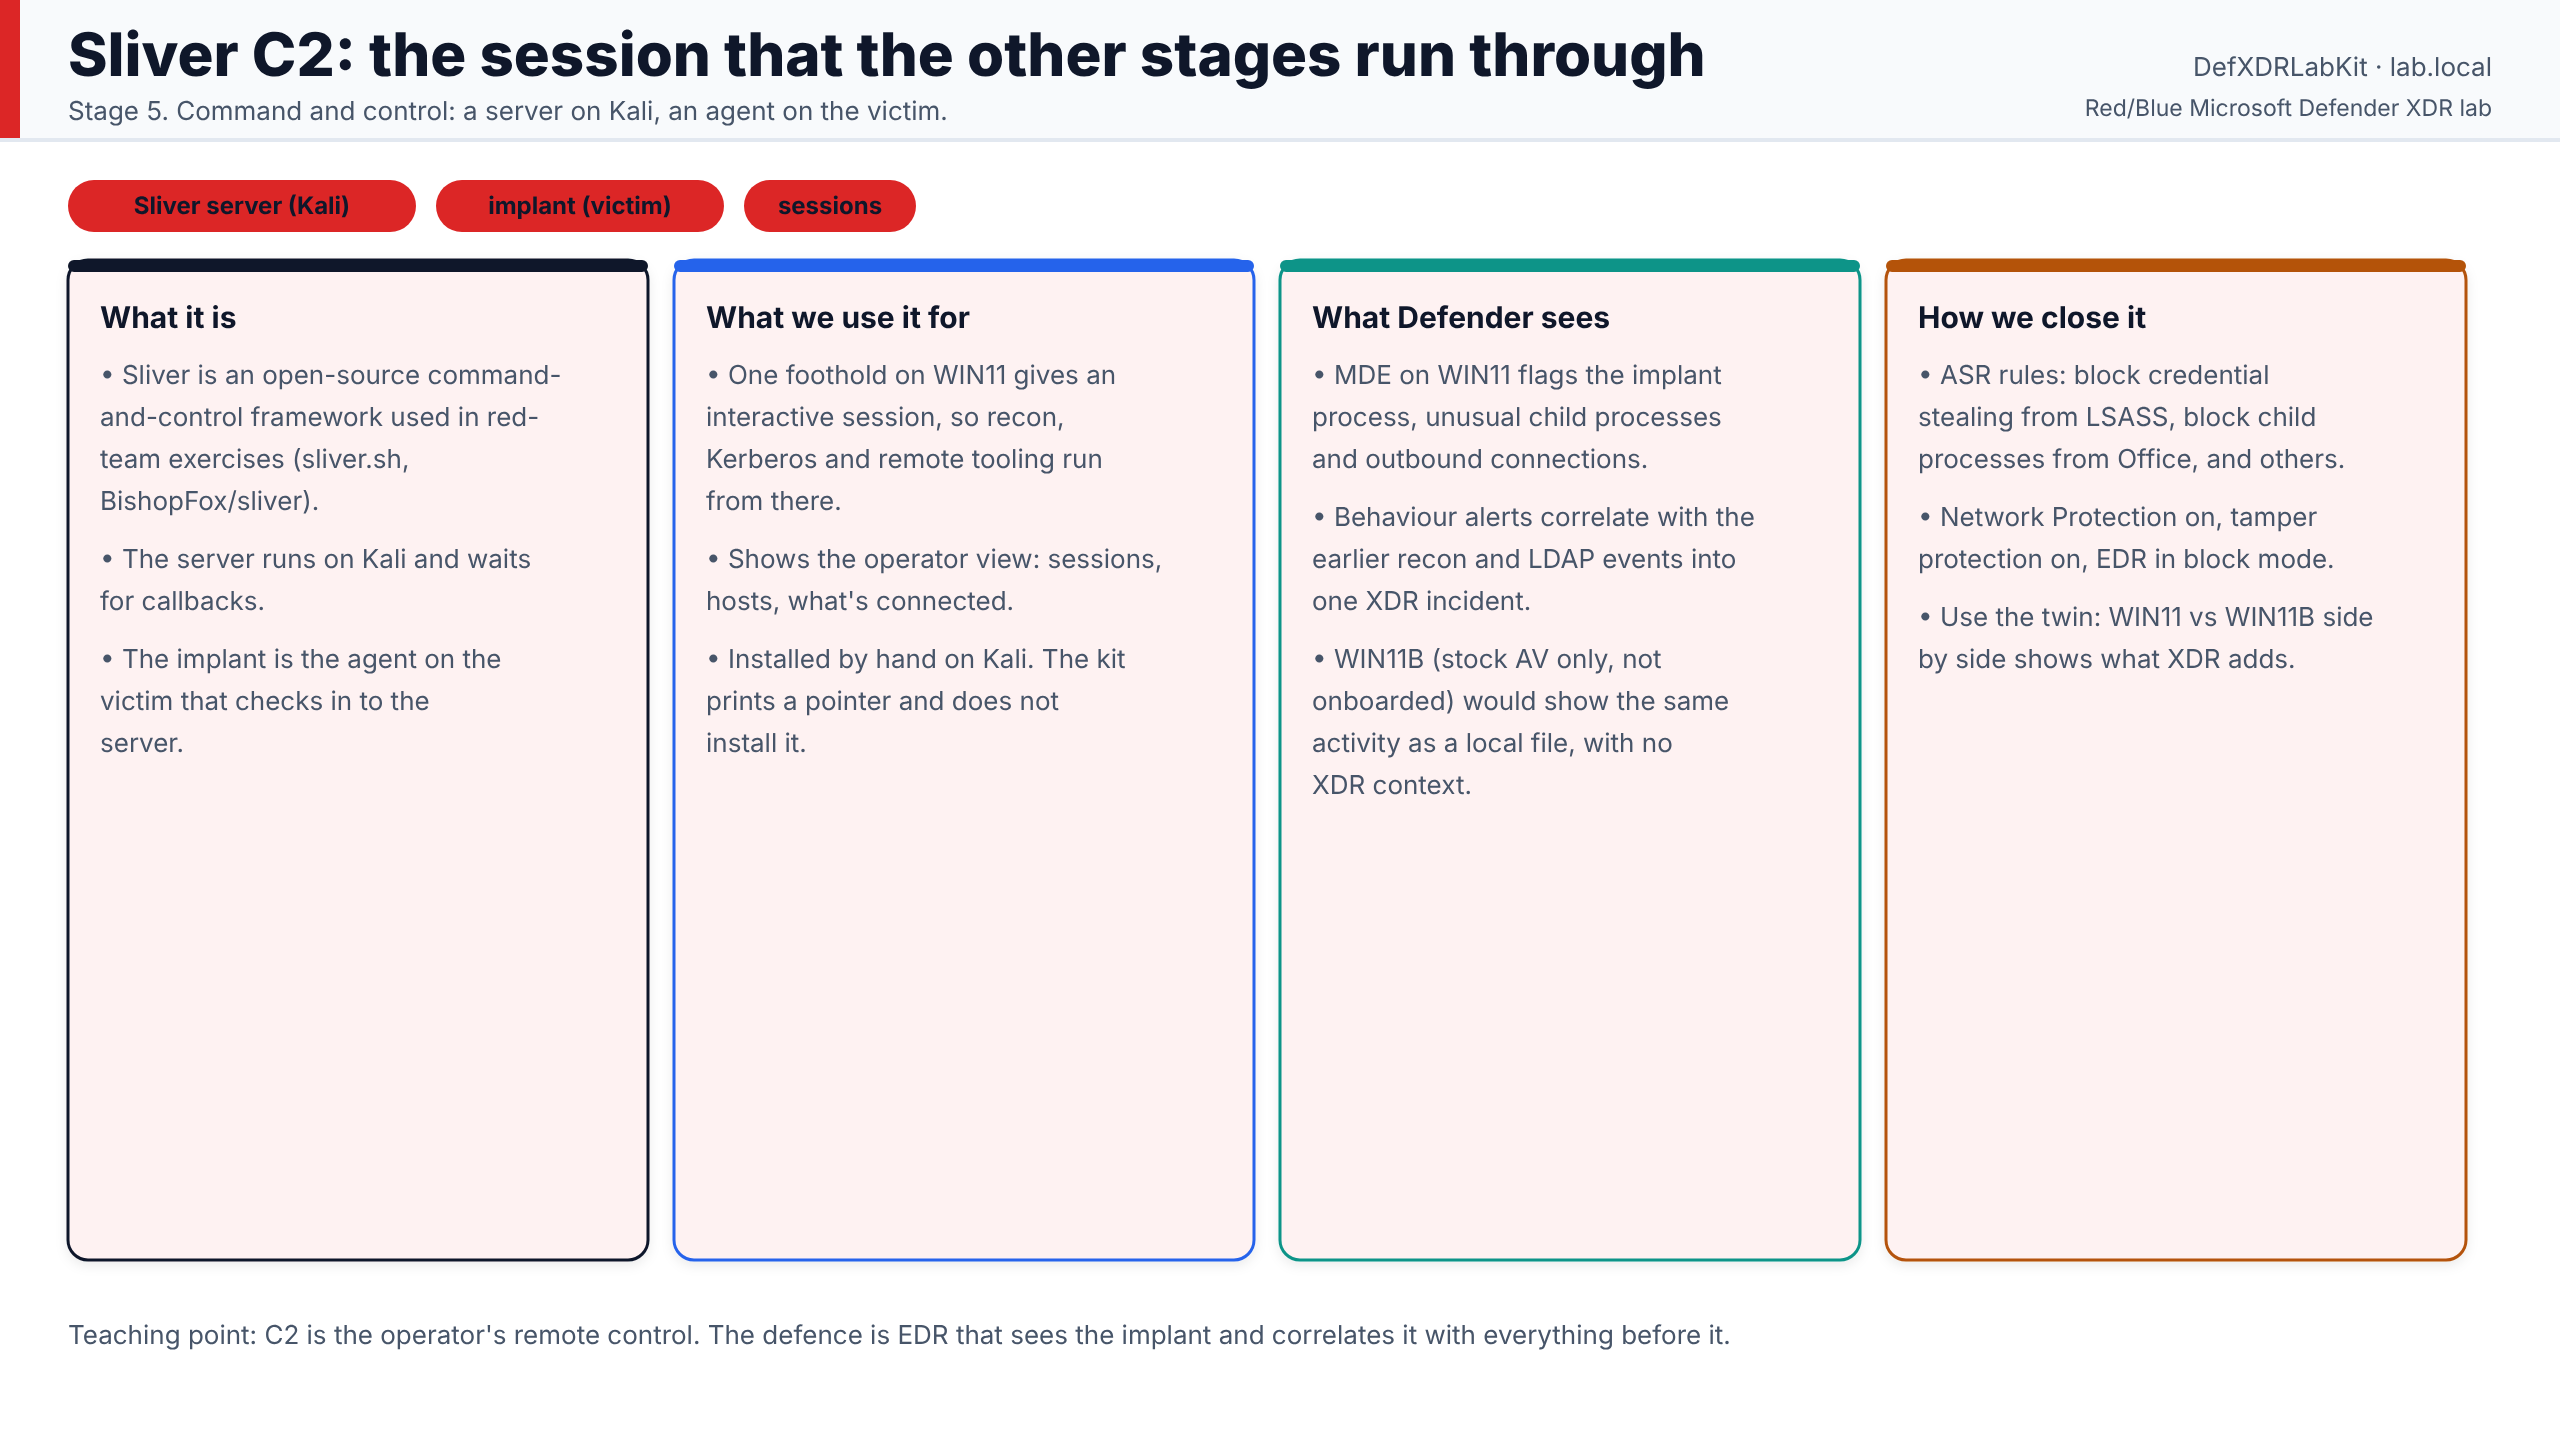 Sliver C2: the session that the other stages run through
Stage 5. Command and control: a server on Kali, an agent on the victim.
DefXDRLabKit · lab.local
Red/Blue Microsoft Defender XDR lab
Sliver server (Kali)
implant (victim)
sessions
What it is
• Sliver is an open-source command-
and-control framework used in red-
team exercises (sliver.sh,
BishopFox/sliver).
• The server runs on Kali and waits
for callbacks.
• The implant is the agent on the
victim that checks in to the
server.
What we use it for
• One foothold on WIN11 gives an
interactive session, so recon,
Kerberos and remote tooling run
from there.
• Shows the operator view: sessions,
hosts, what's connected.
• Installed by hand on Kali. The kit
prints a pointer and does not
install it.
What Defender sees
• MDE on WIN11 flags the implant
process, unusual child processes
and outbound connections.
• Behaviour alerts correlate with the
earlier recon and LDAP events into
one XDR incident.
• WIN11B (stock AV only, not
onboarded) would show the same
activity as a local file, with no
XDR context.
How we close it
• ASR rules: block credential
stealing from LSASS, block child
processes from Office, and others.
• Network Protection on, tamper
protection on, EDR in block mode.
• Use the twin: WIN11 vs WIN11B side
by side shows what XDR adds.
Teaching point: C2 is the operator's remote control. The defence is EDR that sees the implant and correlates it with everything before it.